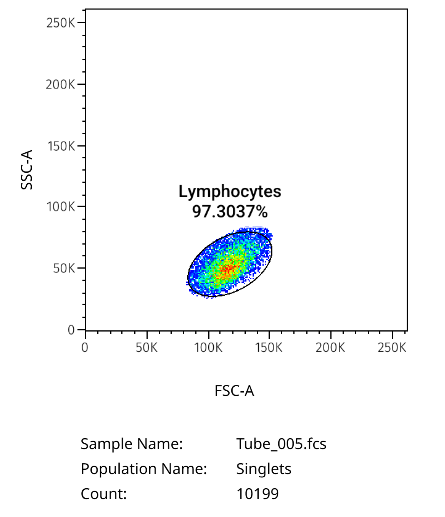 250K
200K
150K
100K
50K
0
SSC-A
Lymphocytes
97.3037%
0 50K 100K 150K 200K 250K
FSC-A
Sample Name: Tube_005.fcs
Population Name: Singlets
Count: 10199